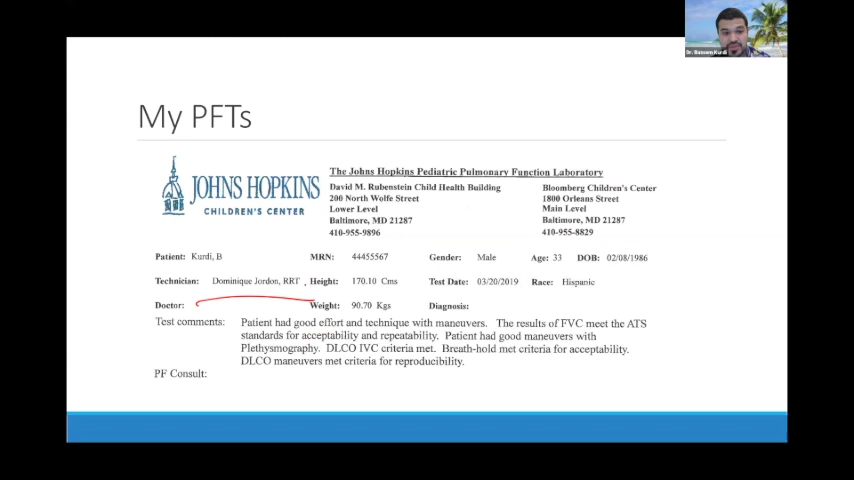 Dr. Bassem Kurdi
My PFTs
JOHNS HOPKINS
CHILDREN'S CENTER
The Johns Hopkins Pediatric Pulmonary Function Laboratory
David M. Rubenstein Child Health Building
200 North Wolfe Street
Lower Level
Baltimore, MD 21287
410-955-9896
Bloomberg Children's Center
1800 Orleans Street
Main Level
Baltimore, MD 21287
410-955-8829
Patient: Kurdi, B MRN: 44455567 Gender: Male Age: 33 DOB: 02/08/1986
Technician: Dominique Jordon, RRT Height: 170.10 Cms Test Date: 03/20/2019 Race: Hispanic
Doctor: Weight: 90.70 Kgs Diagnosis:
Test comments: Patient had good effort and technique with maneuvers. The results of FVC meet the ATS
standards for acceptability and repeatability. Patient had good maneuvers with
Plethysmography. DLCO IVC criteria met. Breath-hold met criteria for acceptability.
DLCO maneuvers met criteria for reproducibility.
PF Consult: